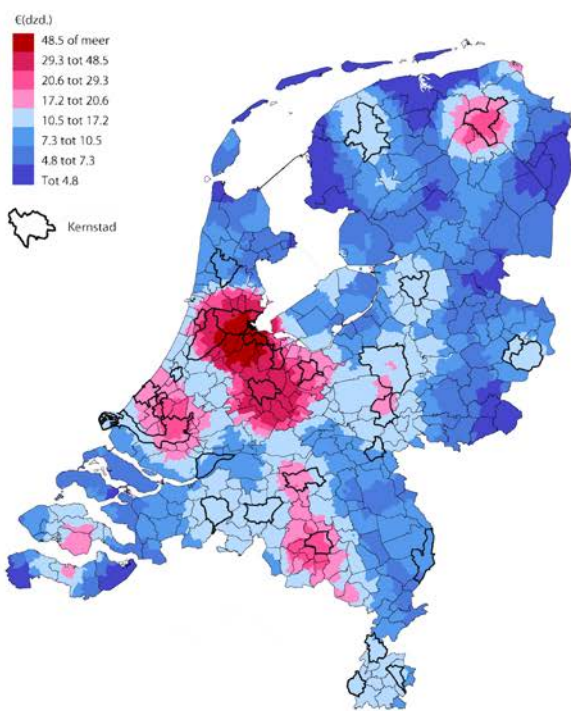 €(dzd.)
48.5 of meer
29.3 tot 48.5
20.6 tot 29.3
17.2 tot 20.6
10.5 tot 17.2
7.3 tot 10.5
4.8 tot 7.3
Tot 4.8
Kernstad